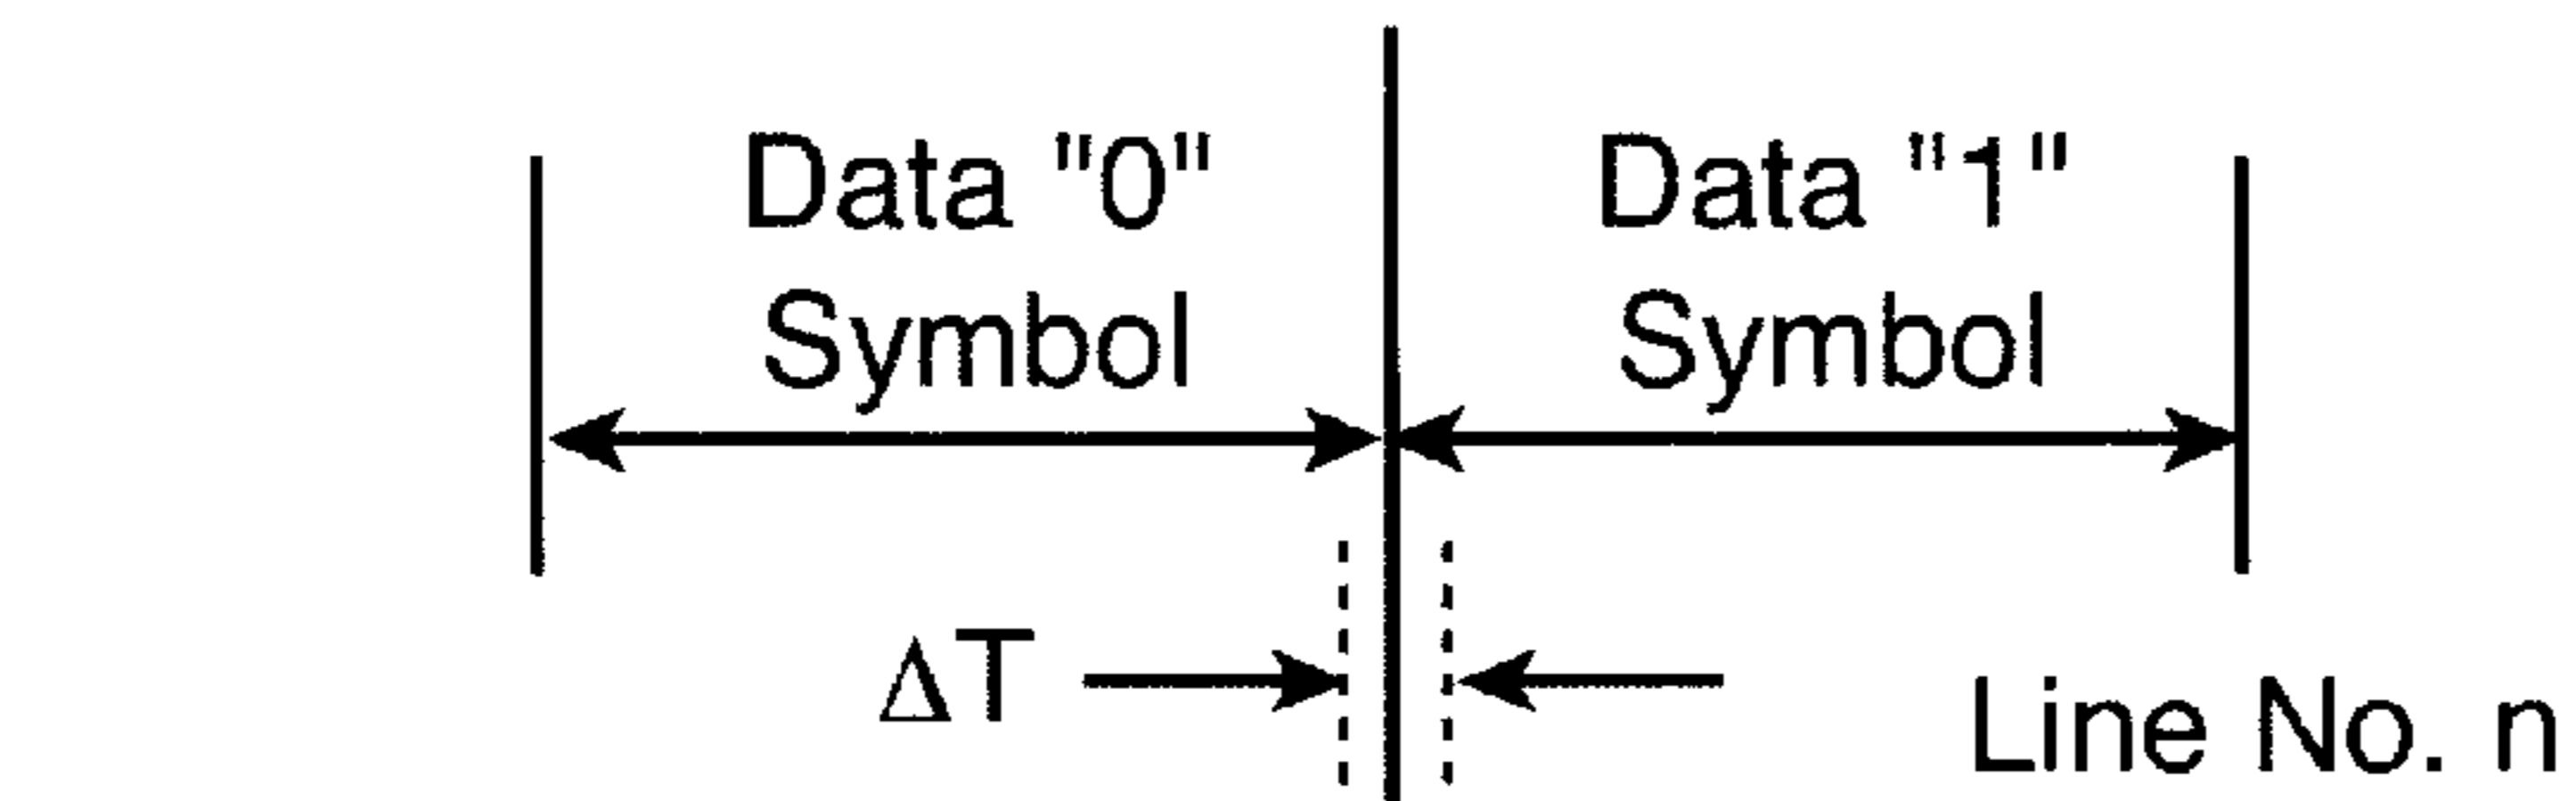 Data "0"
Symbol
Data "1"
Symbol
ΔT
Line No. n